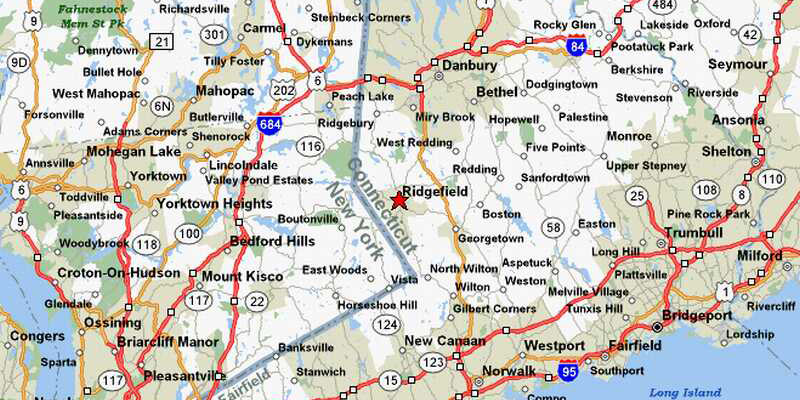 Fahnestock
Mem St Pk
Richardsville
Steinbeck Corners
Rocky Glen
Lakeside
Oxford
484
42
301
Carmel
Dykemans
84
Pootatuck Park
21
Dennytown
Tilly Foster
Danbury
Berkshire
Seymour
9D
Bullet Hole
6
202
Bethel
Dodgingtown
Stevenson
Riverside
West Mahopac
Mahopac
Peach Lake
6N
Forsonville
Butlerville
684
Ridgebury
Miry Brook
Hopewell
Palestine
Ansonia
Adams Corners
Shenorock
Monroe
Mohegan Lake
116
West Redding
Five Points
Shelton
Annsville
Lincolndale
Redding
Upper Stepney
Yorktown
Valley Pond Estates
Sanfordtown
110
6
Toddville
Connecticut
New York
Ridgefield
25
108
8
9
Pleasantside
Yorktown Heights
Boutonville
Boston
58
Easton
Pine Rock Park
Woodybrook
118
100
Bedford Hills
Georgetown
Trumbull
Long Hill
Milford
Croton-On-Hudson
Mount Kisco
East Woods
Vista
North Wilton
Aspetuck
Plattsville
Wilton
Weston
Melville Village
1
Glendale
117
22
Horseshoe Hill
Gilbert Corners
Tunxis Hill
Rivercliff
Ossining
124
Bridgeport
Congers
Briarcliff Manor
Banksville
New Canaan
Westport
Fairfield
Lordship
Sparta
123
117
Pleasantville
Fairfield
Stanwich
15
Norwalk
95
Southport
Compo
Long Island